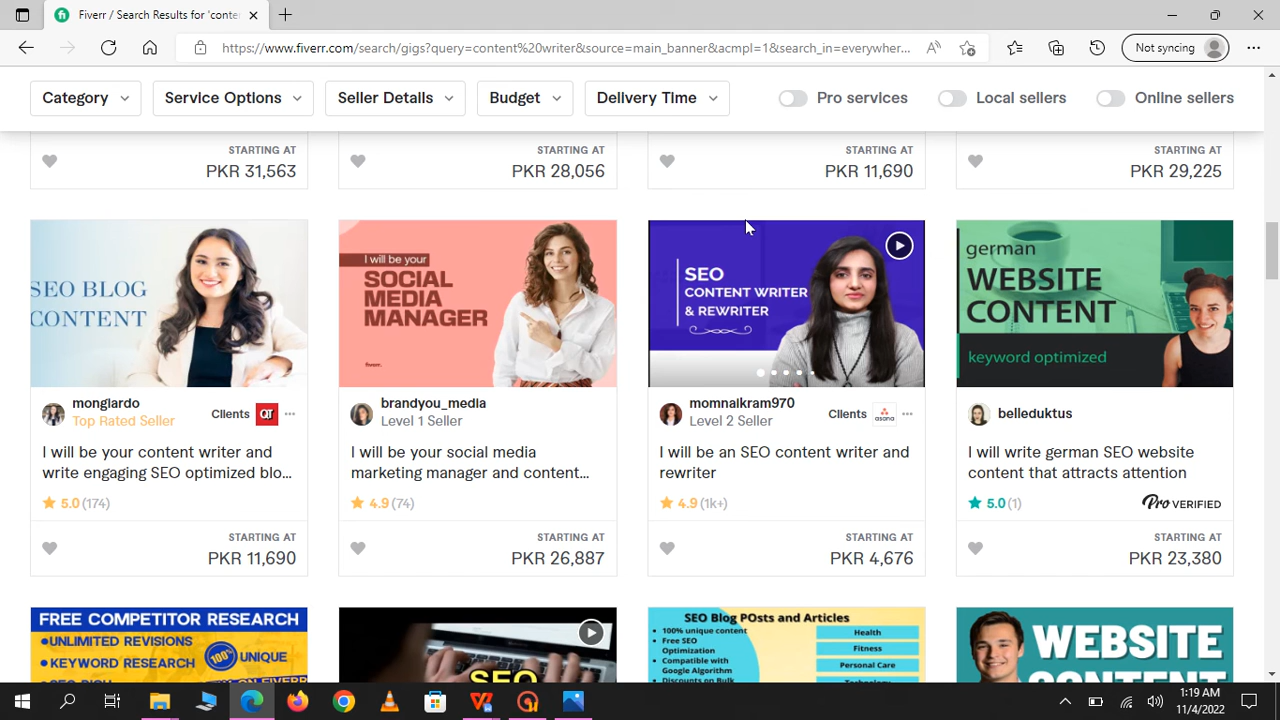 Fiverr / Search Results for 'conte
https://www.fiverr.com/search/gigs?query=content%20writer&source=main_banner&acmpl=1&search_in=everywher...
Not syncing
Category
Service Options
Seller Details
Budget
Delivery Time
Pro services
Local sellers
Online sellers
STARTING AT
PKR 31,563
STARTING AT
PKR 28,056
STARTING AT
PKR 11,690
STARTING AT
PKR 29,225
SEO BLOG
CONTENT
I will be your
SOCIAL
MEDIA
MANAGER
fiverr.
SEO
CONTENT WRITER
& REWRITER
german
WEBSITE
CONTENT
keyword optimized
mongiardo
Top Rated Seller
Clients
brandyou_media
Level 1 Seller
momnaikram970
Level 2 Seller
Clients
asana
belleduktus
I will be your content writer and
write engaging SEO optimized blo...
I will be your social media
marketing manager and content...
I will be an SEO content writer and
rewriter
I will write german SEO website
content that attracts attention
5.0 (174)
4.9 (74)
4.9 (1k+)
5.0 (1)
Pro VERIFIED
STARTING AT
PKR 11,690
STARTING AT
PKR 26,887
STARTING AT
PKR 4,676
STARTING AT
PKR 23,380
FREE COMPETITOR RESEARCH
UNLIMITED REVISIONS
KEYWORD RESEARCH
100% UNIQUE
SEO
SEO Blog POsts and Articles
100% unique content
Free SEO
Optimization
Compatible with
Google Algorithm
Discounts on Bulk
Health
Fitness
Personal Care
Technology
WEBSITE
CONTENT
1:19 AM
11/4/2022